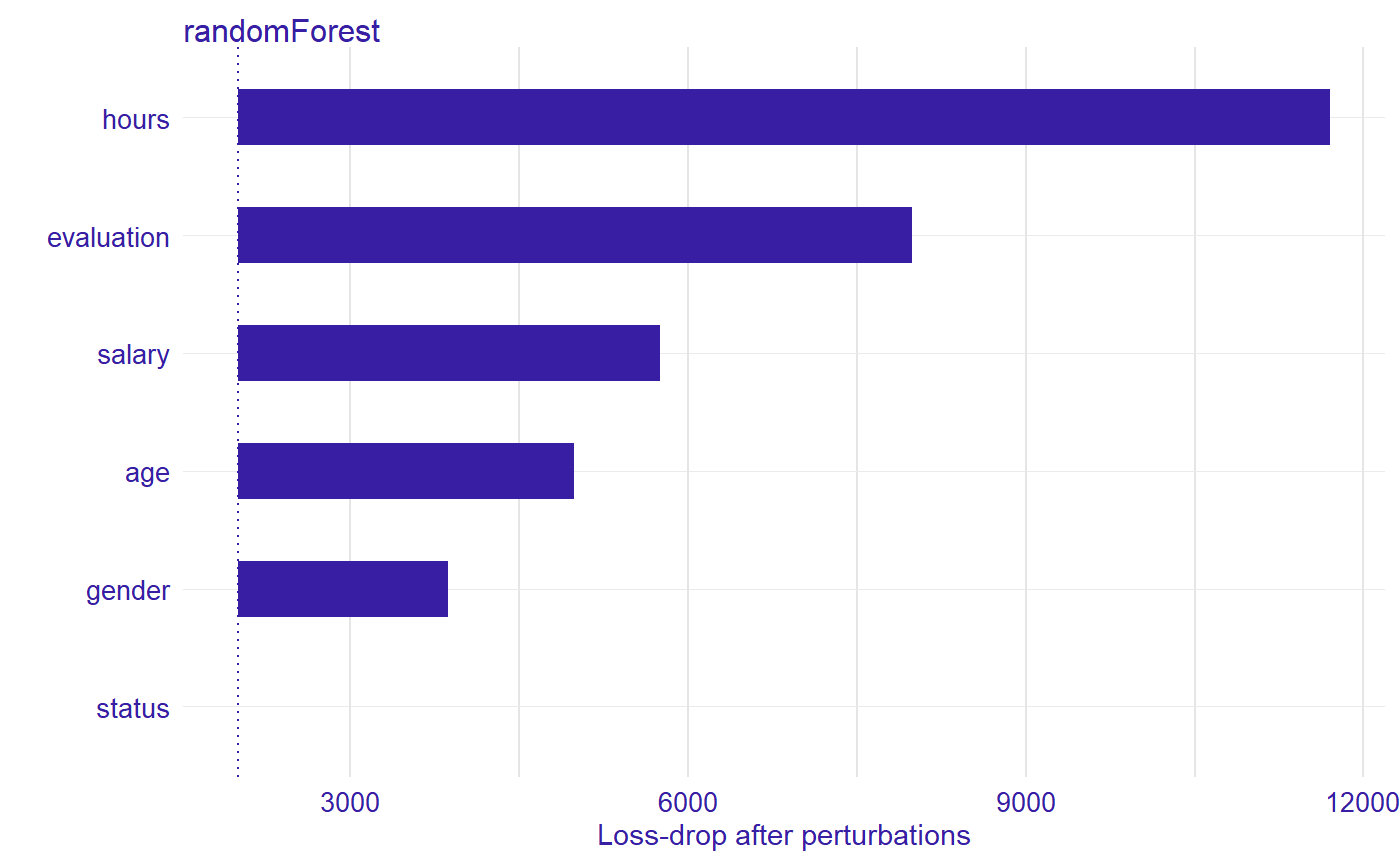 randomForest
hours
evaluation
salary
age
gender
status
3000 6000 9000 12000
Loss-drop after perturbations